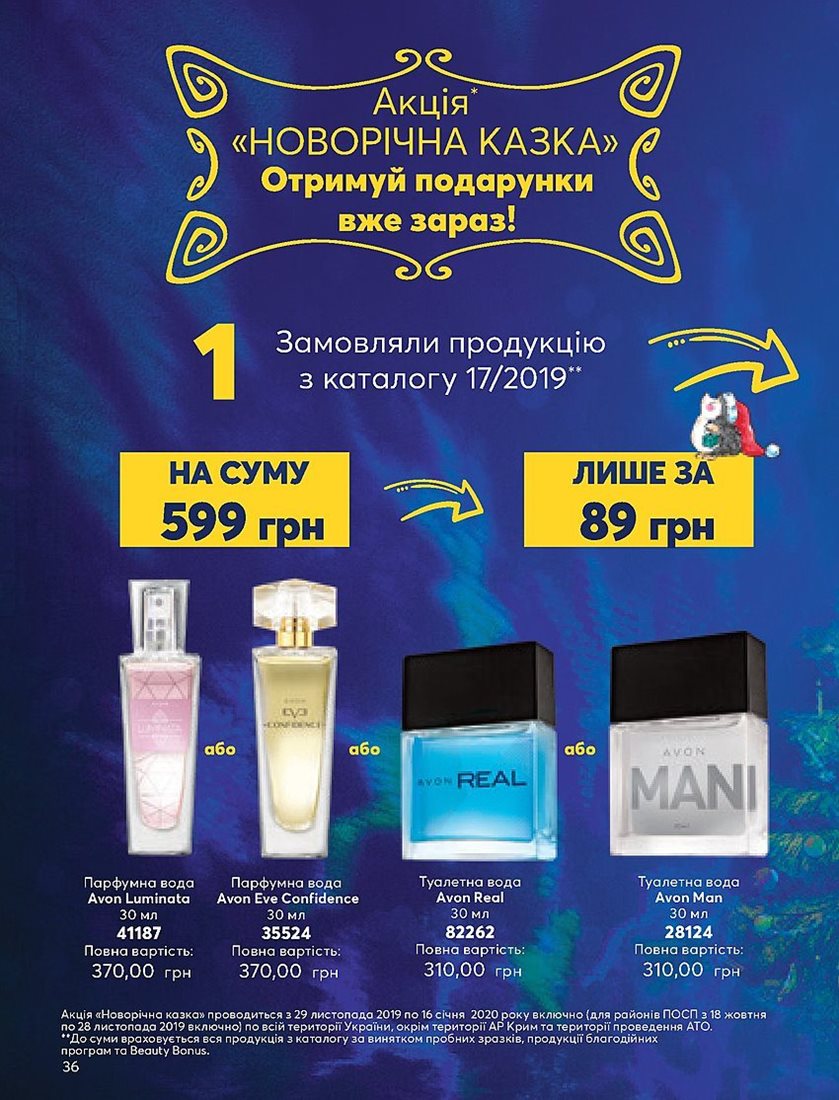 Акція*
«НОВОРІЧНА КАЗКА»
Отримуй подарунки
вже зараз!
1
Замовляли продукцію
з каталогу 17/2019**
НА СУМУ
599 грн
ЛИШЕ ЗА
89 грн
AVON
LUMINATA
або
AVON
EVE
CONFIDENCE
або
AVON REAL
або
AVON
MAN
Парфумна вода
Avon Luminata
30 мл
41187
Повна вартість:
370,00 грн
Парфумна вода
Avon Eve Confidence
30 мл
35524
Повна вартість:
370,00 грн
Туалетна вода
Avon Real
30 мл
82262
Повна вартість:
310,00 грн
Туалетна вода
Avon Man
30 мл
28124
Повна вартість:
310,00 грн
Акція «Новорічна казка» проводиться з 29 листопада 2019 по 16 січня 2020 року включно (для районів ПОСП з 18 жовтня
по 28 листопада 2019 включно) по всій території України, окрім території АР Крим та території проведення АТО.
**До суми враховується вся продукція з каталогу за винятком пробних зразків, продукції благодійних
програм та Beauty Bonus.
36